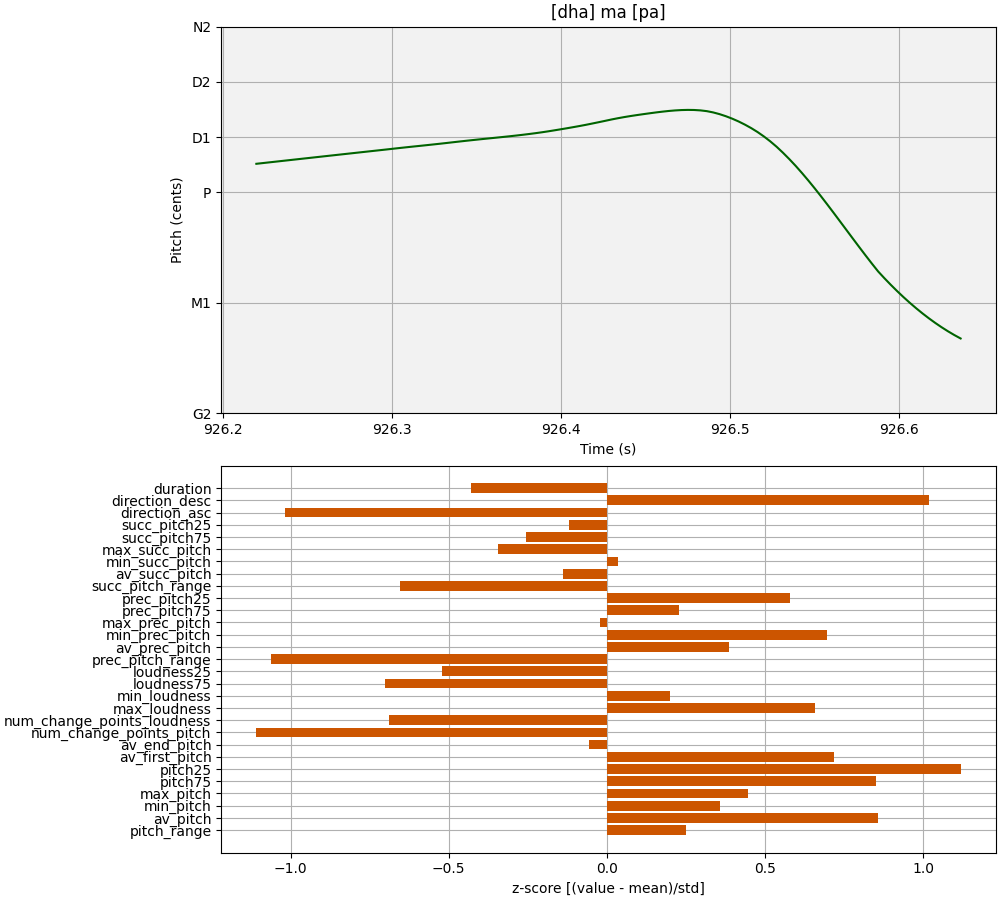 [dha] ma [pa]
N2
D2
D1
P
M1
G2
Pitch (cents)
926.2 926.3 926.4 926.5 926.6
Time (s)
duration
direction_desc
direction_asc
succ_pitch25
succ_pitch75
max_succ_pitch
min_succ_pitch
av_succ_pitch
succ_pitch_range
prec_pitch25
prec_pitch75
max_prec_pitch
min_prec_pitch
av_prec_pitch
prec_pitch_range
loudness25
loudness75
min_loudness
max_loudness
num_change_points_loudness
num_change_points_pitch
av_end_pitch
av_first_pitch
pitch25
pitch75
max_pitch
min_pitch
av_pitch
pitch_range
−1.0 −0.5 0.0 0.5 1.0
z-score [(value - mean)/std]